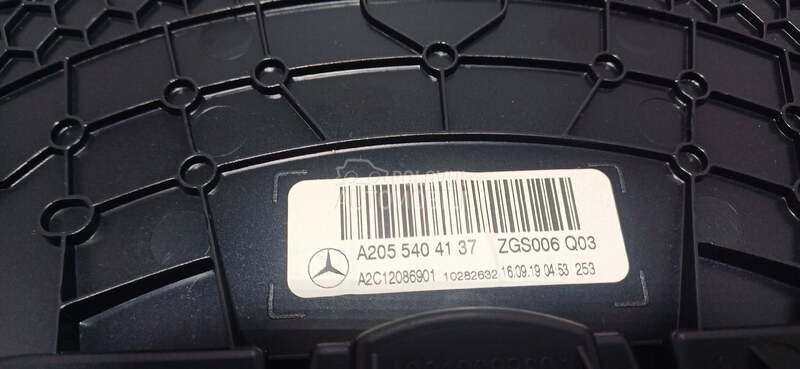 A205 540 41 37 ZGS006 Q03
A2C12086901 10282632 16.09.19 04:53 253